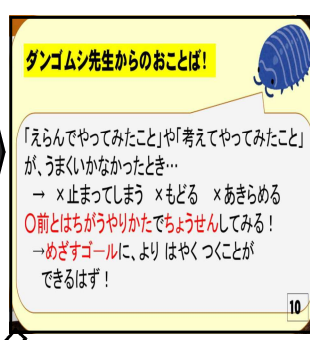 ダンゴムシ先生からのおことば!
「えらんでやってみたこと」や「考えてやってみたこと」
が、うまくいかなかったとき…
→ ×止まってしまう ×もどる ×あきらめる
〇前とはちがうやりかたでちょうせんしてみる!
→めざすゴールに、より はやく つくことが
できるはず!
10